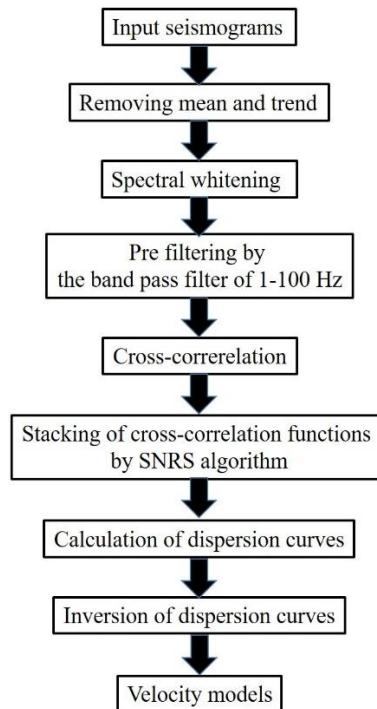 Input seismograms
Removing mean and trend
Spectral whitening
Pre filtering by
the band pass filter of 1-100 Hz
Cross-correrelation
Stacking of cross-correlation functions
by SNRS algorithm
Calculation of dispersion curves
Inversion of dispersion curves
Velocity models